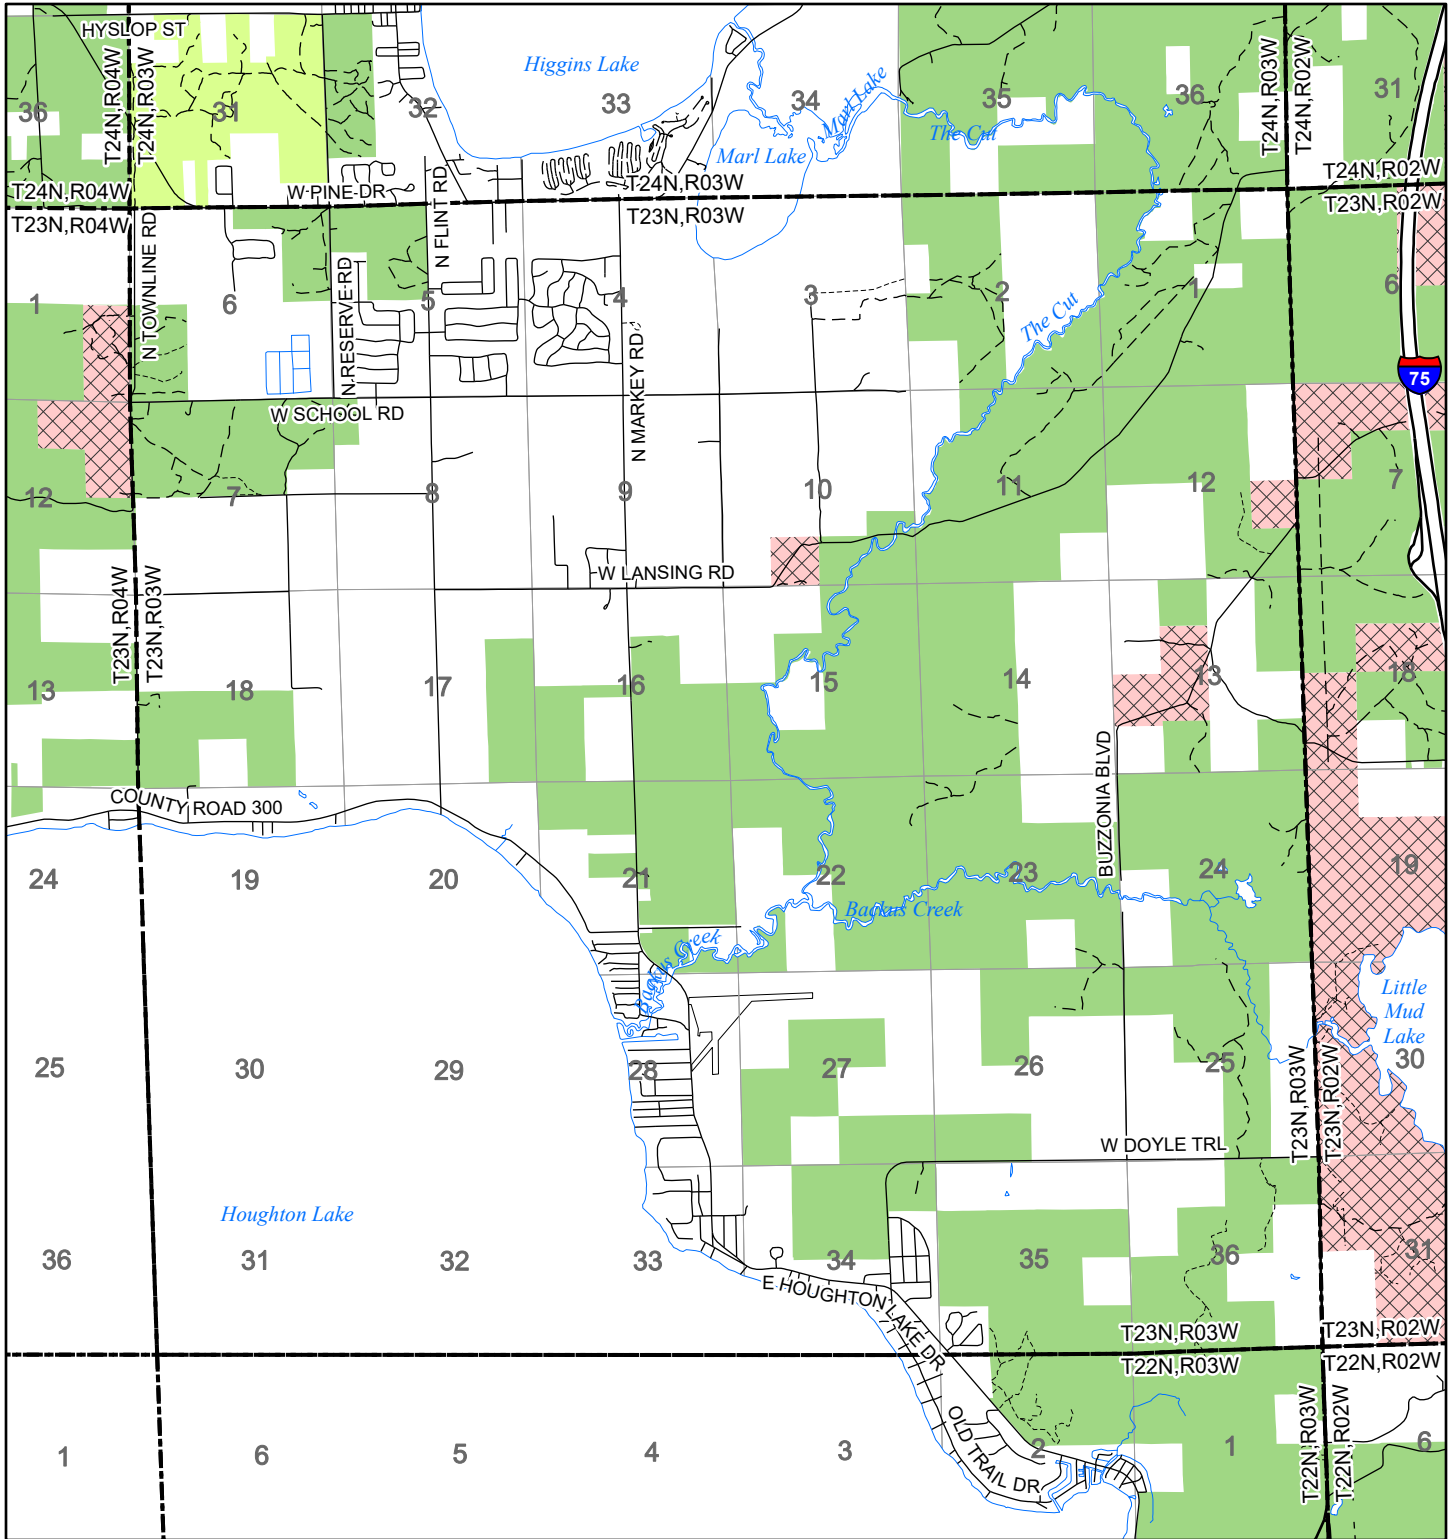 HYSLOP ST
Higgins Lake
36
31
32
33
34
35
36
31
T24N,R04W
T24N,R03W
Marl Lake
Marl Lake
The Cut
T24N,R03W
T24N,R02W
T24N,R04W
W PINE DR
T24N,R03W
T24N,R02W
T23N,R04W
T23N,R03W
T23N,R02W
N TOWNLINE RD
N RESERVE RD
N FLINT RD
1
6
5
4
3
2
1
6
The Cut
N MARKEY RD
75
W SCHOOL RD
12
7
8
9
10
11
12
7
W LANSING RD
T23N,R04W
T23N,R03W
13
18
17
16
15
14
13
18
BUZZONIA BLVD
COUNTY ROAD 300
24
19
20
21
22
23
24
19
Backus Creek
Backus Creek
Little
Mud
Lake
25
30
29
28
27
26
25
30
T23N,R03W
T23N,R02W
W DOYLE TRL
Houghton Lake
36
31
32
33
34
35
36
31
E HOUGHTON LAKE DR
T23N,R03W
T23N,R02W
T22N,R03W
T22N,R02W
OLD TRAIL DR
1
6
5
4
3
2
1
6
T22N,R03W
T22N,R02W